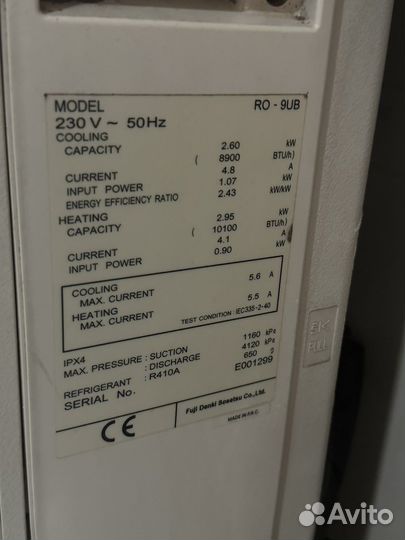 MODEL RO - 9UB
230 V ~ 50Hz
COOLING
CAPACITY 2.60 kW
( 8900 BTU/h)
CURRENT 4.8 A
INPUT POWER 1.07 kW
ENERGY EFFICIENCY RATIO 2.43 kW/kW
HEATING
CAPACITY 2.95 kW
( 10100 BTU/h)
CURRENT 4.1 A
INPUT POWER 0.90 kW
COOLING
MAX. CURRENT 5.6 A
HEATING
MAX. CURRENT 5.5 A
TEST CONDITION : IEC335-2-40
IPX4
MAX. PRESSURE : SUCTION 1160 kPa
: DISCHARGE 4120 kPa
REFRIGERANT : R410A 650 g
SERIAL No. E001299
CE
Fuji Denki Sosetsu Co.,Ltd.
MADE IN P.R.C.
Avito